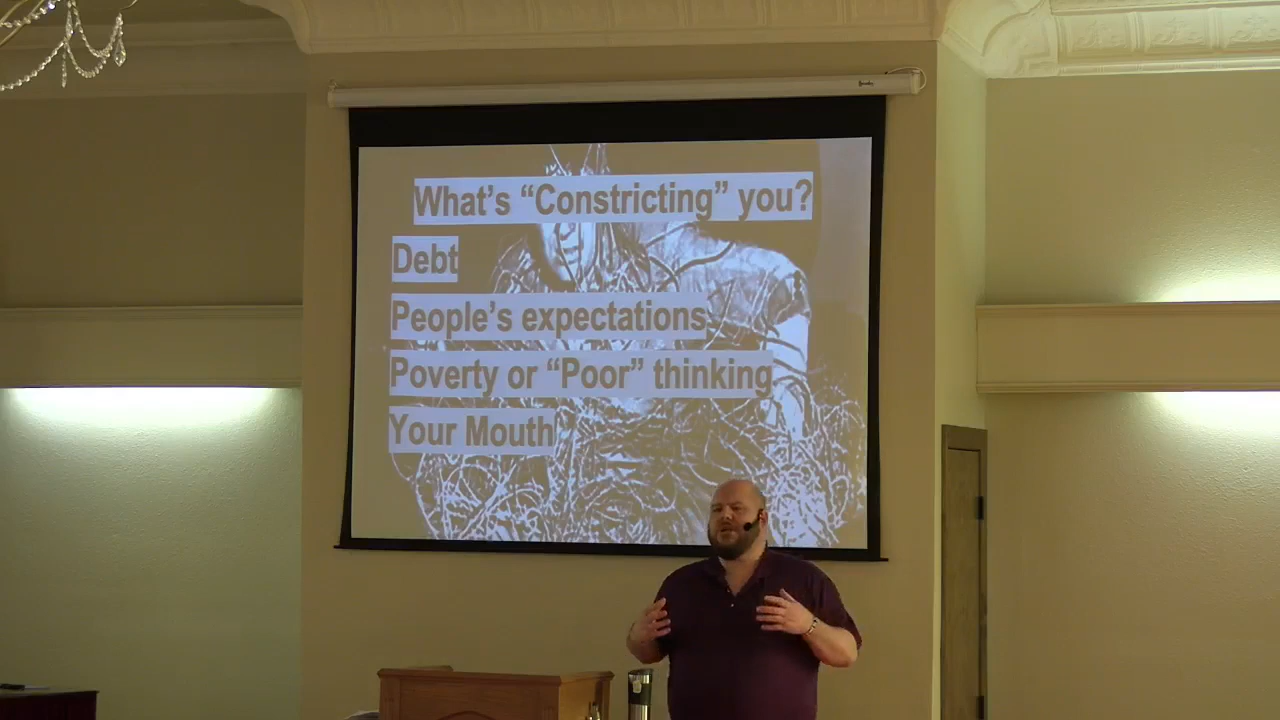 What's “Constricting” you?
Debt
People's expectations
Poverty or “Poor” thinking
Your Mouth